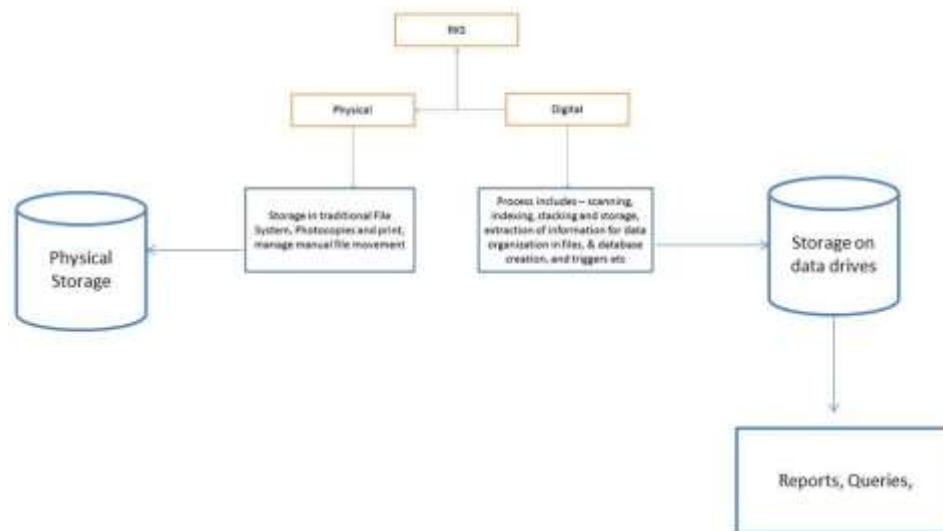 RKS
Physical
Digital
Storage in traditional File
System, Photocopies and print,
manage manual file movement
Process includes – scanning,
indexing, stacking and storage,
extraction of information for data
organization in files, & database
creation, and triggers etc
Physical
Storage
Storage on
data drives
Reports, Queries,